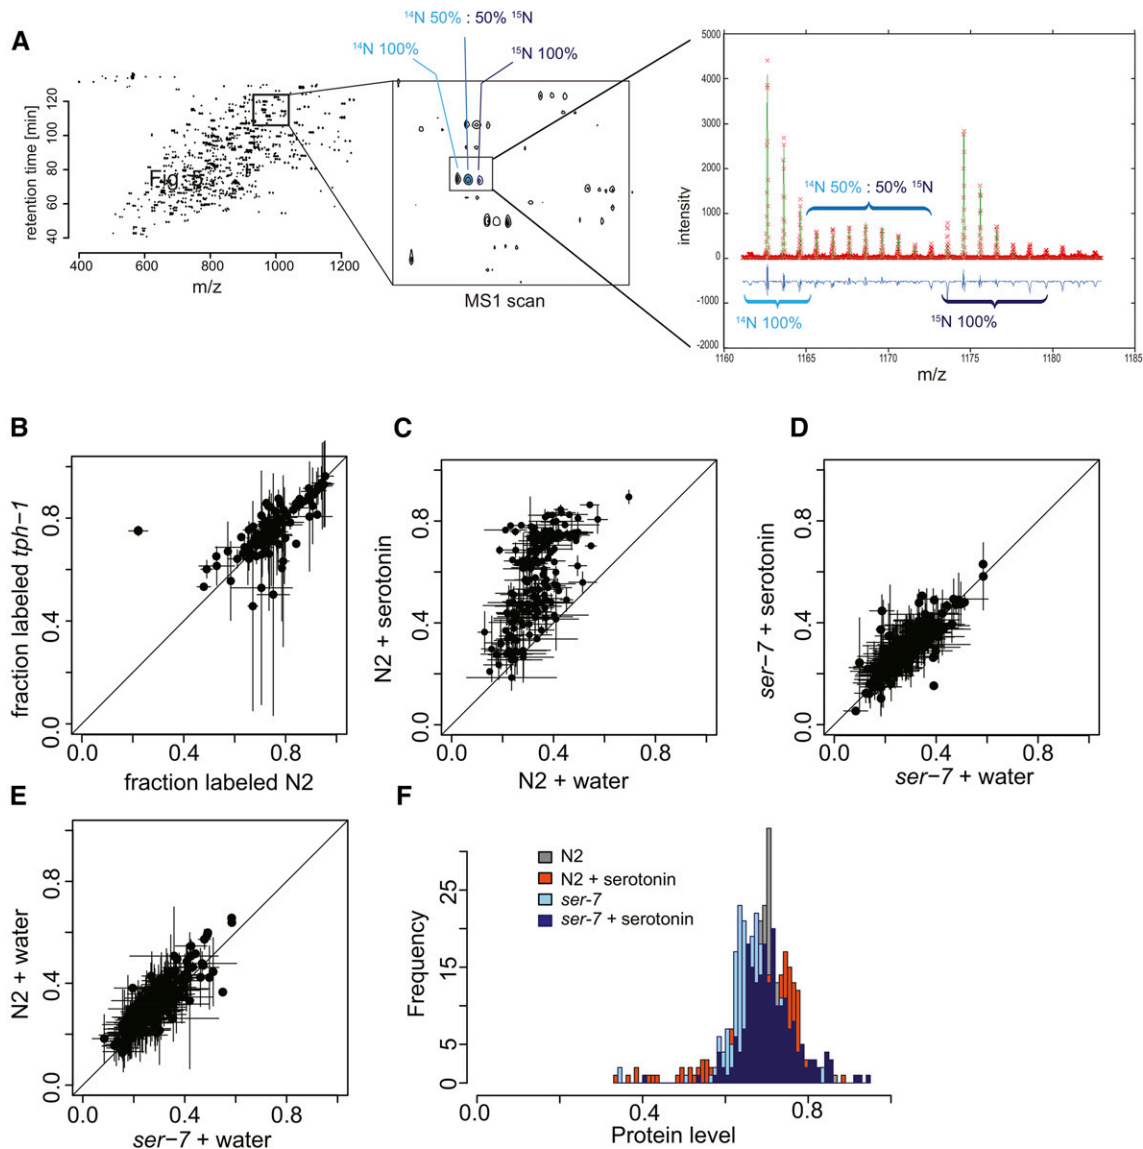 A
¹⁴N 50% : 50% ¹⁵N
¹⁴N 100%
¹⁵N 100%
retention time [min]
40 60 80 100 120
400 600 800 1000 1200
m/z
MS1 scan
5000
4000
3000
2000
1000
0
-1000
-2000
intensity
¹⁴N 50% : 50% ¹⁵N
¹⁴N 100%
¹⁵N 100%
1160 1165 1170 1175 1180 1185
m/z
B
fraction labeled tph-1
0.0 0.4 0.8
0.0 0.4 0.8
fraction labeled N2
C
N2 + serotonin
0.0 0.4 0.8
0.0 0.4 0.8
N2 + water
D
ser-7 + serotonin
0.0 0.4 0.8
0.0 0.4 0.8
ser-7 + water
E
N2 + water
0.0 0.4 0.8
0.0 0.4 0.8
ser-7 + water
F
N2
N2 + serotonin
ser-7
ser-7 + serotonin
Frequency
0 5 15 25
0.0 0.4 0.8
Protein level